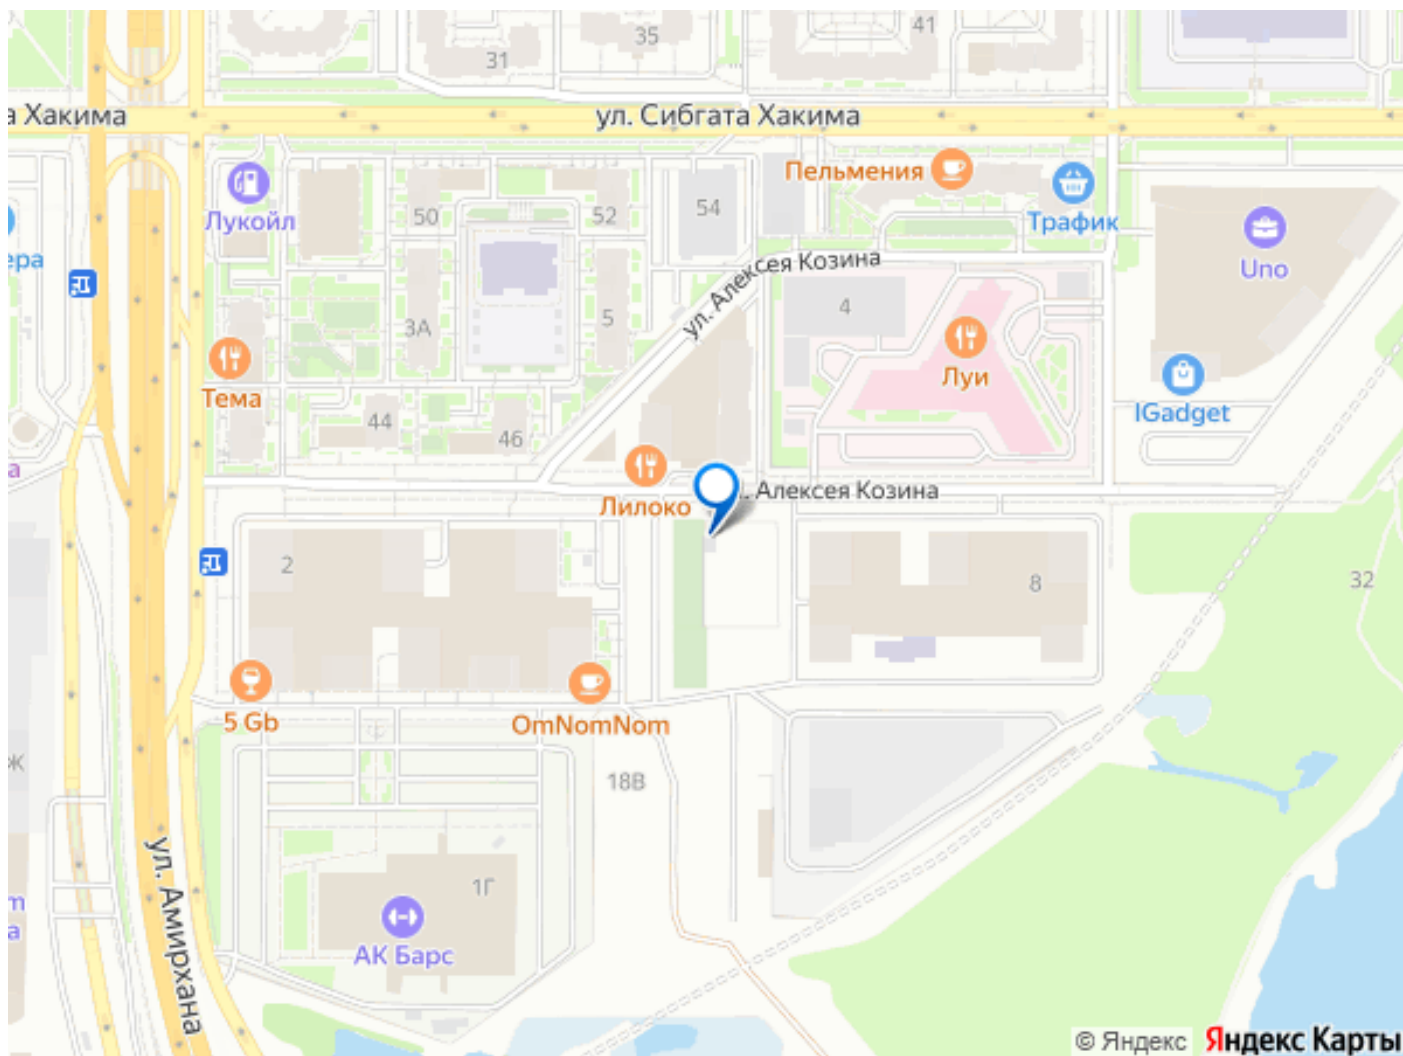 35
41
31
а Хакима
ул. Сибгата Хакима
Пельмения
Лукойл
50
52
54
Трафик
ера
Uno
ул. Алексея Козина
3А
5
4
Тема
Луи
IGadget
44
46
а
Лилоко
Алексея Козина
2
8
32
5 Gb
OmNomNom
ж
18В
ул. Амирхана
1Г
m
а
АК Барс
© Яндекс Яндекс Карты